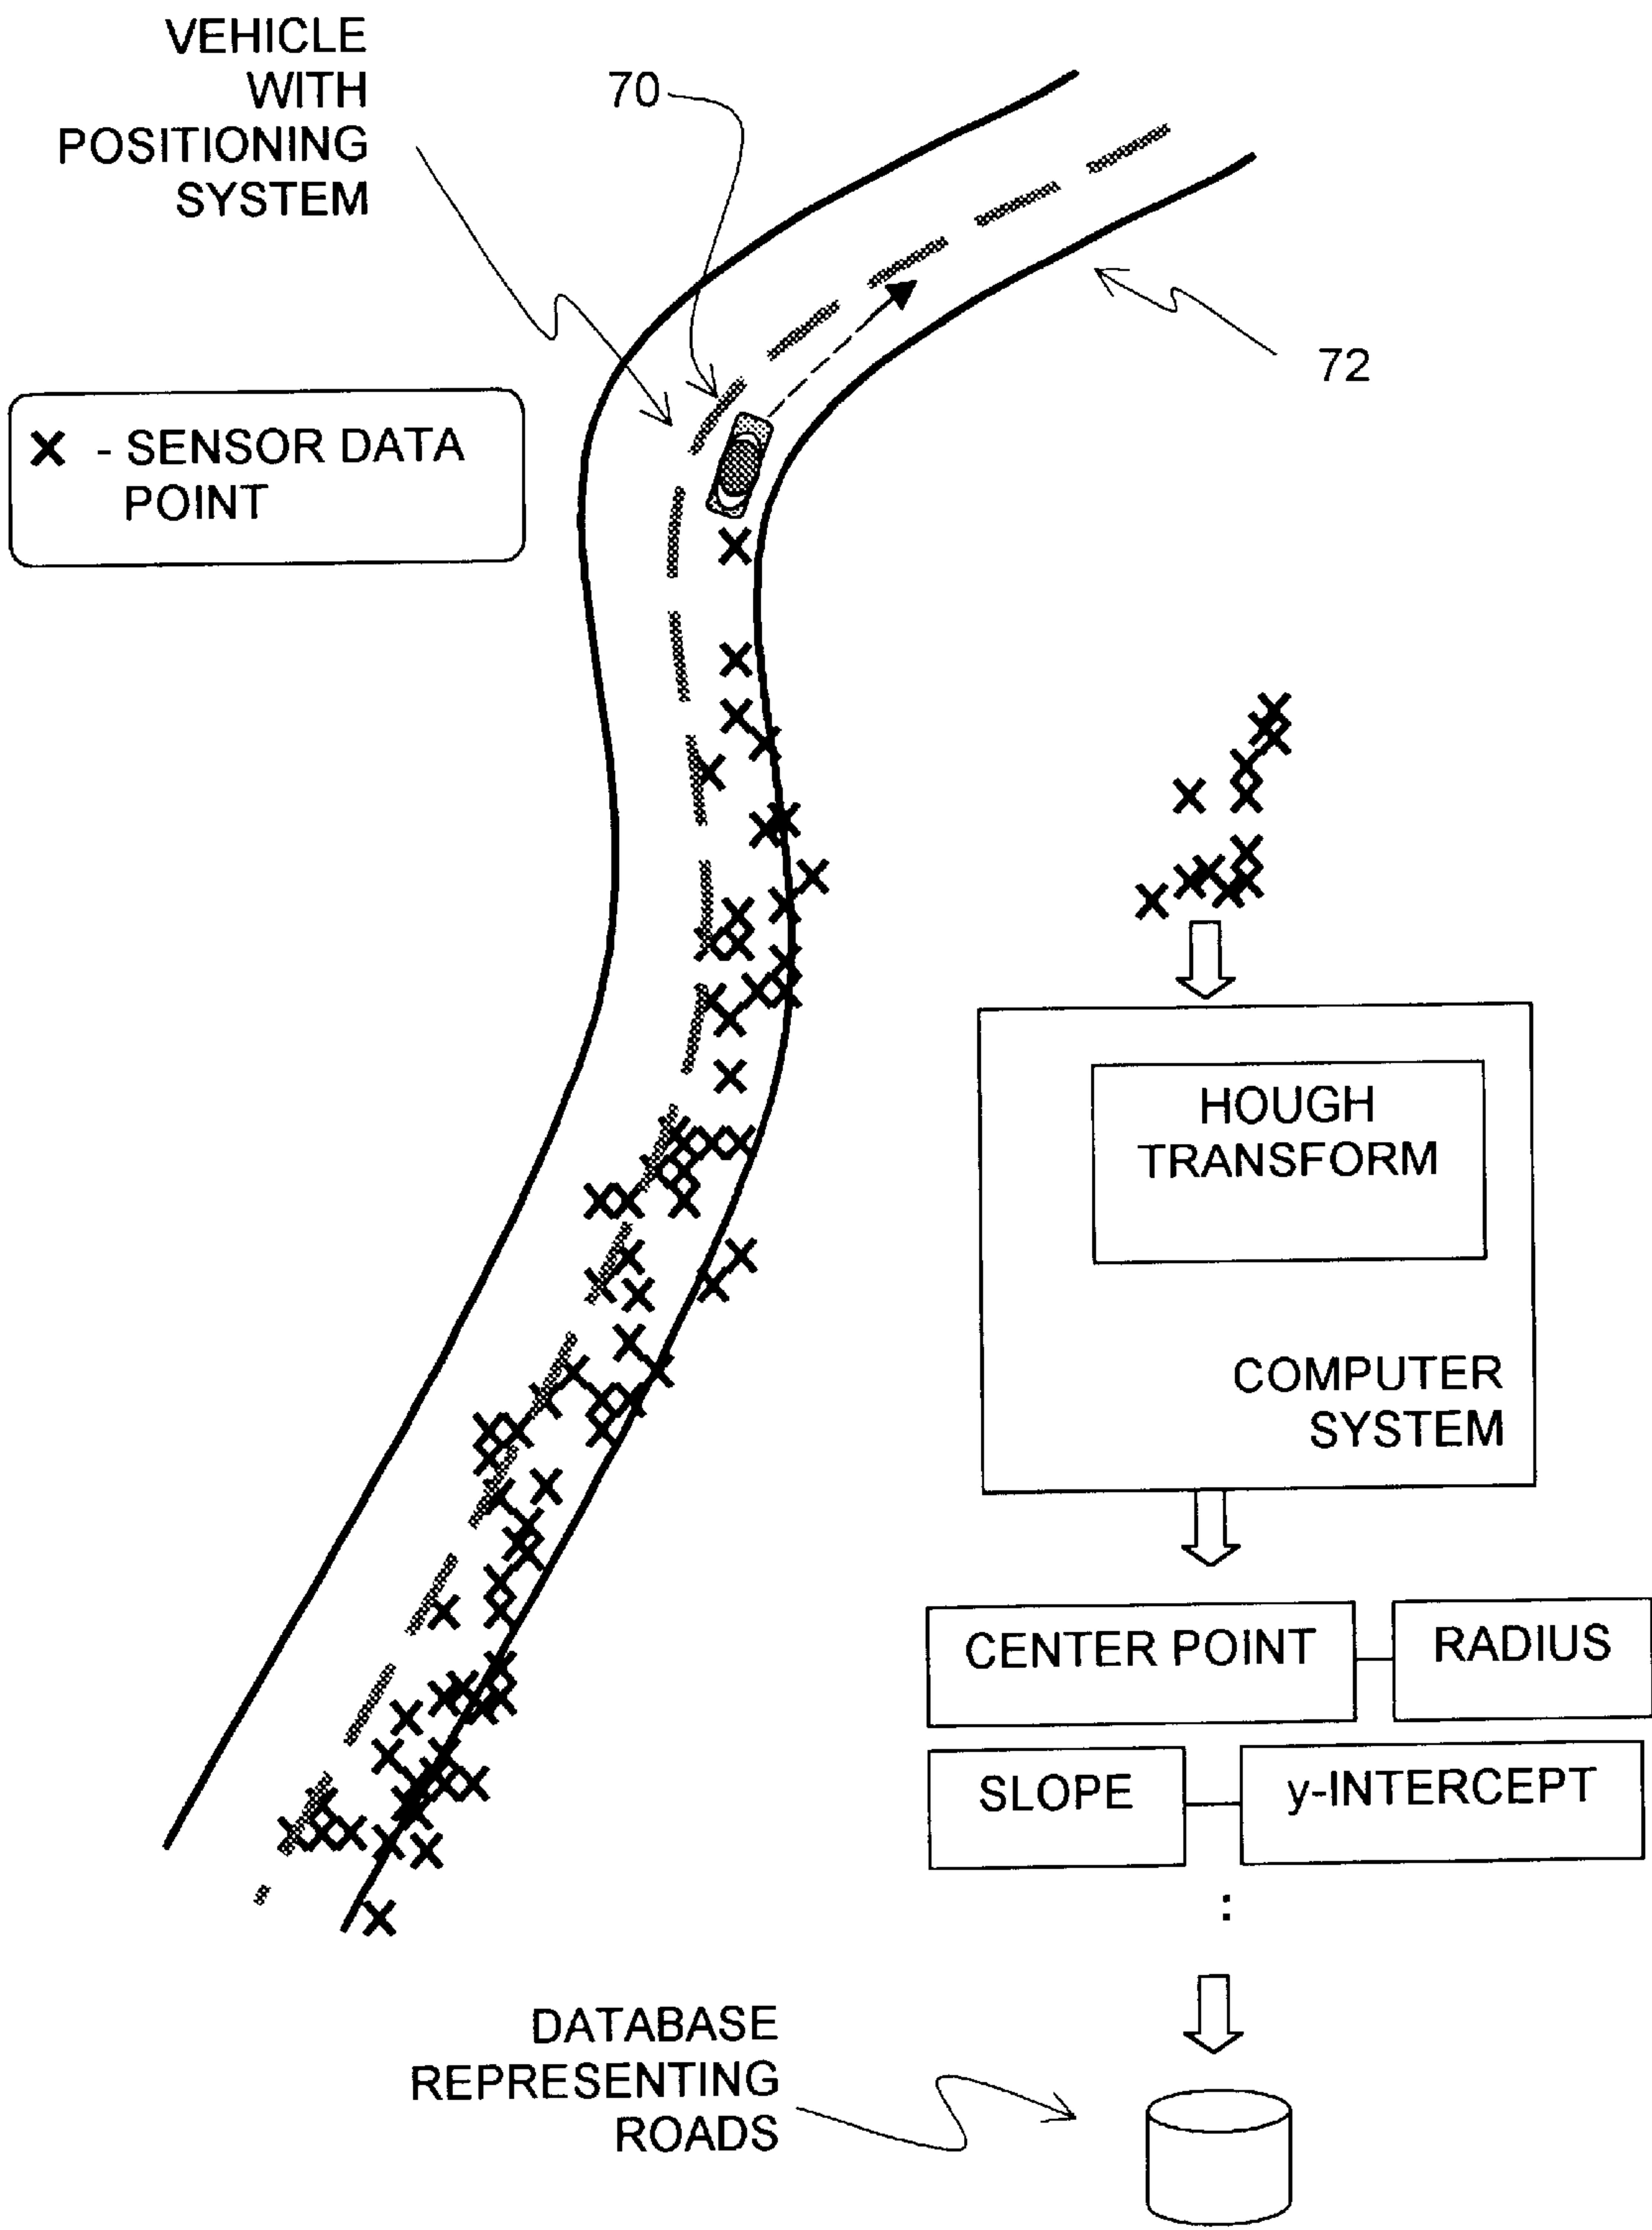 VEHICLE
WITH
POSITIONING
SYSTEM
70
72
X - SENSOR DATA
POINT
HOUGH
TRANSFORM
COMPUTER
SYSTEM
CENTER POINT
RADIUS
SLOPE
y-INTERCEPT
:
DATABASE
REPRESENTING
ROADS